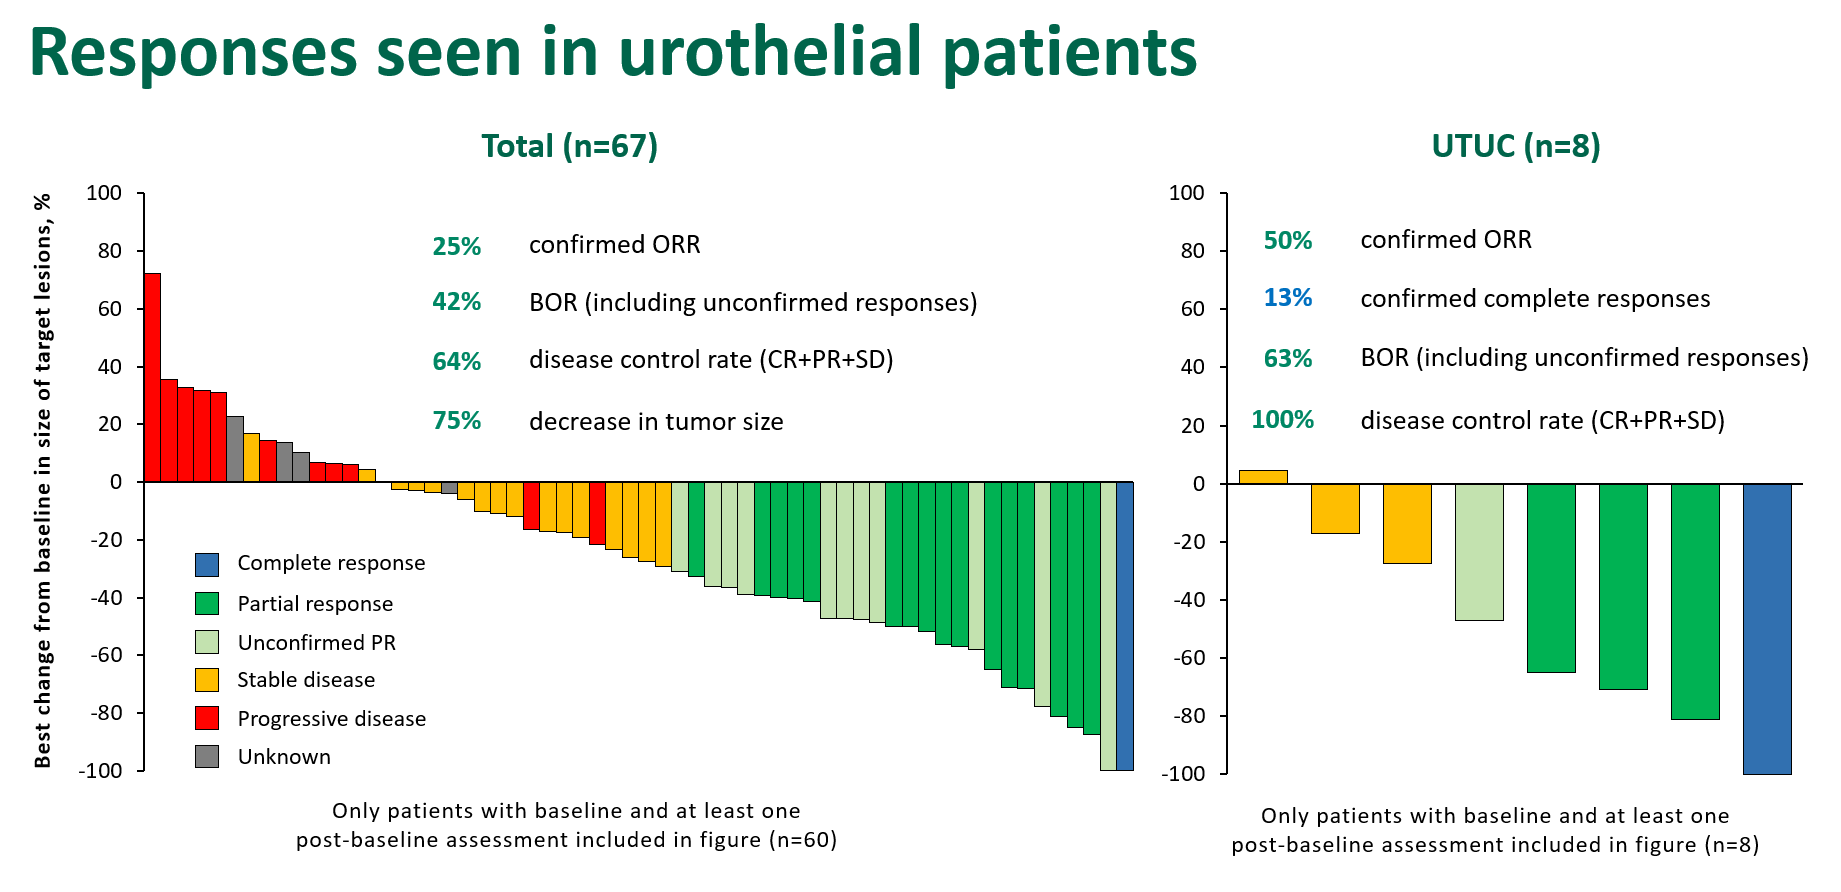 Responses seen in urothelial patients
Total (n=67)
Best change from baseline in size of target lesions, %
100
80
60
40
20
0
-20
-40
-60
-80
-100
25% confirmed ORR
42% BOR (including unconfirmed responses)
64% disease control rate (CR+PR+SD)
75% decrease in tumor size
Complete response
Partial response
Unconfirmed PR
Stable disease
Progressive disease
Unknown
Only patients with baseline and at least one
post-baseline assessment included in figure (n=60)
UTUC (n=8)
100
80
60
40
20
0
-20
-40
-60
-80
-100
50% confirmed ORR
13% confirmed complete responses
63% BOR (including unconfirmed responses)
100% disease control rate (CR+PR+SD)
Only patients with baseline and at least one
post-baseline assessment included in figure (n=8)